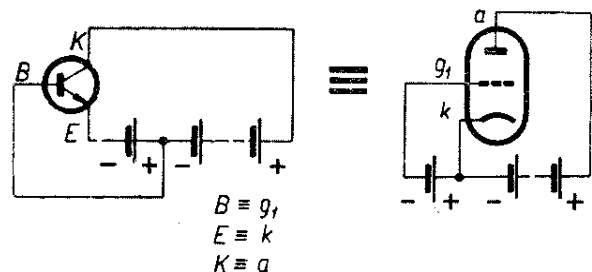 K
B
E
- + - +
B ≡ g₁
E ≡ k
K ≡ a
≡
a
g₁
k
- + - +